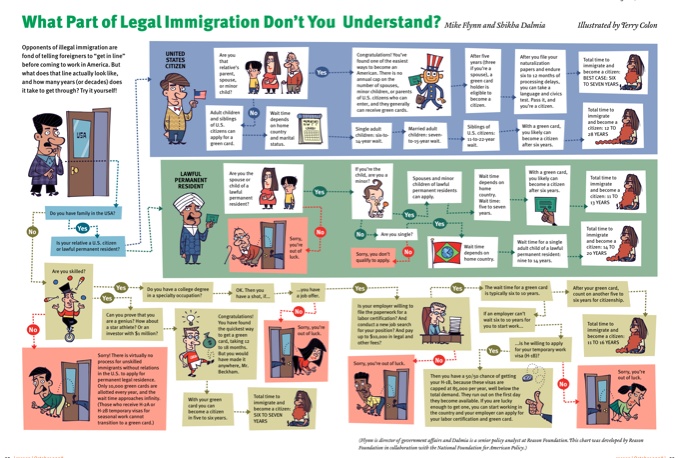 What Part of Legal Immigration Don't You Understand? Mike Flynn and Shikha Dalmia
Illustrated by Terry Colon
Opponents of illegal immigration are
fond of telling foreigners to "get in line"
before coming to work in America. But
what does that line actually look like,
and how many years (or decades) does
it take to get through? Try it yourself!
USA
UNITED
STATES
CITIZEN
Are you
that
relative's
parent,
spouse,
or minor
child?
Yes
Congratulations! You've
found one of the easiest
ways to become an
American. There is no
annual cap on the
number of spouses,
minor children, or parents
of U.S. citizens who can
enter, and they generally
can receive green cards.
After five
years
(three if
you're a
spouse), a green
card holder is
eligible to
become a
citizen.
After you file your
naturalization
papers and endure
six to 12 months of
processing delays,
you can take a
language and civics
test. Pass it, and
you're a citizen.
Total time to
immigrate and
become a citizen:
BEST CASE: SIX
TO SEVEN YEARS
No
Adult children
and siblings
of U.S.
citizens can
apply for a
green card.
Wait time
depends
on home
country
and marital
status.
Single adult
children: six-to-
14-year wait.
Married adult
children: seven-
to-15-year wait.
Siblings of
U.S. citizens:
11-to-22-year
wait.
With a green card,
you likely can
become a citizen
after six years.
Total time to
immigrate
and become a
citizen: 12 TO
28 YEARS
LAWFUL
PERMANENT
RESIDENT
Are you the
spouse or
child of a
lawful
permanent
resident?
Yes
No
Sorry,
you're
out of
luck.
If you're the
child, are you a
minor?
Yes
Spouses and minor
children of lawful
permanent residents
can apply.
Wait time
depends
on home
country.
Wait time:
five to seven
years.
With a green card,
you likely can
become a citizen
after six years.
Total time to
immigrate
and become a
citizen: 11 TO
13 YEARS
No
Are you single?
Yes
No
Sorry, you don't
qualify to apply.
Wait time
depends on
home country.
Wait time for a single
adult child of a lawful
permanent resident:
nine to 14 years.
Total time to
immigrate
and become a
citizen: 14 TO
20 YEARS
Do you have family in the USA?
No
Yes
Is your relative a U.S. citizen
or lawful permanent resident?
Are you skilled?
Yes
Yes
No
Do you have a college degree
in a specialty occupation?
OK. Then you
have a shot, if...
...you have
a job offer.
Yes
No
Sorry, you're
out of luck.
Can you prove that you
are a genius? How about
a star athlete? Or an
investor with $1 million?
Congratulations!
You have found
the quickest way
to get a green
card, taking 12
to 18 months.
But you would
have made it
anywhere, Mr.
Beckham.
With your green
card you can
become a citizen
in five to six years.
Total time to
immigrate and become
a citizen: SIX TO
SEVEN YEARS
Sorry! There is virtually no
process for unskilled
immigrants without relations
in the U.S. to apply for
permanent legal residence.
Only 10,000 green cards are
allotted every year, and the
wait time approaches infinity.
(Those who receive H-2A or
H-2B temporary visas for
seasonal work cannot
transition to a green card.)
Is your employer willing to
file the paperwork for a
labor certification? And
conduct a new job search
for your position? And pay
up to $10,000 in legal and
other fees?
Yes
No
Sorry, you're out of luck.
The wait time for a green card
is typically six to 10 years.
After your green card,
count on another five to
six years for citizenship.
Total time to
immigrate
and become a
citizen:
11 TO 16 YEARS
If an employer can't
wait six to 10 years for
you to start work...
...is he willing to apply
for your temporary work
visa (H-1B)?
Yes
No
Sorry, you're
out of luck.
Then you have a 50/50 chance of getting
your H-1B, because these visas are
capped at 85,000 per year, well below the
total demand. They run out on the first
day they become available. If you are lucky
enough to get one, you can start working in
the country and your employer can apply for
your labor certification and green card.
(Flynn is director of government affairs and Dalmia is a senior policy analyst at Reason Foundation. This chart was developed by Reason
Foundation in collaboration with the National Foundation for American Policy.)